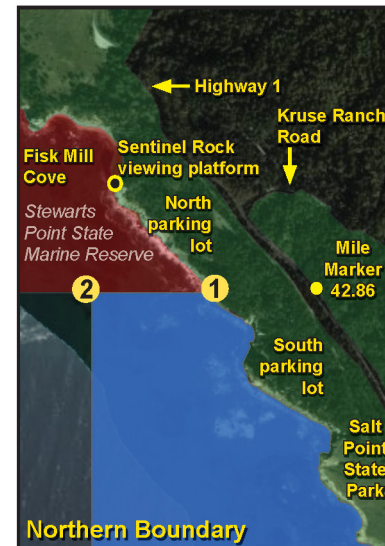 Highway 1
Kruse Ranch
Road
Fisk Mill
Cove
Sentinel Rock
viewing platform
Stewarts
Point State
Marine Reserve
North
parking
lot
Mile
Marker
42.86
2
1
South
parking
lot
Salt
Point
State
Park
Northern Boundary